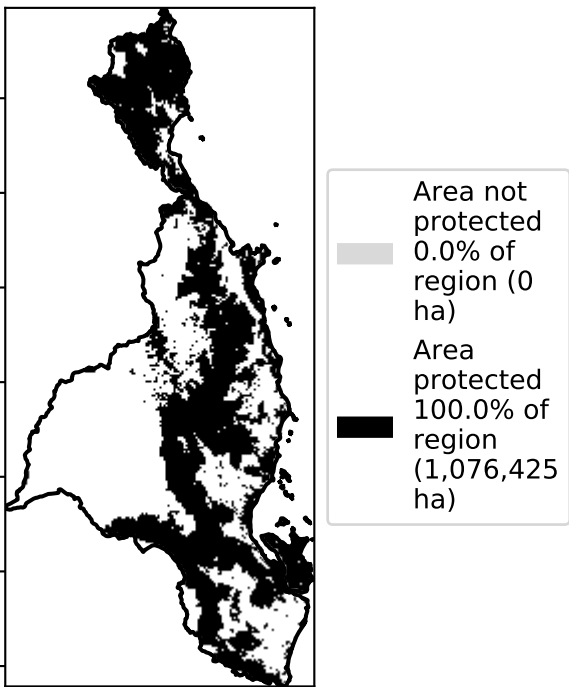 Area not
protected
0.0% of
region (0
ha)
Area
protected
100.0% of
region
(1,076,425
ha)